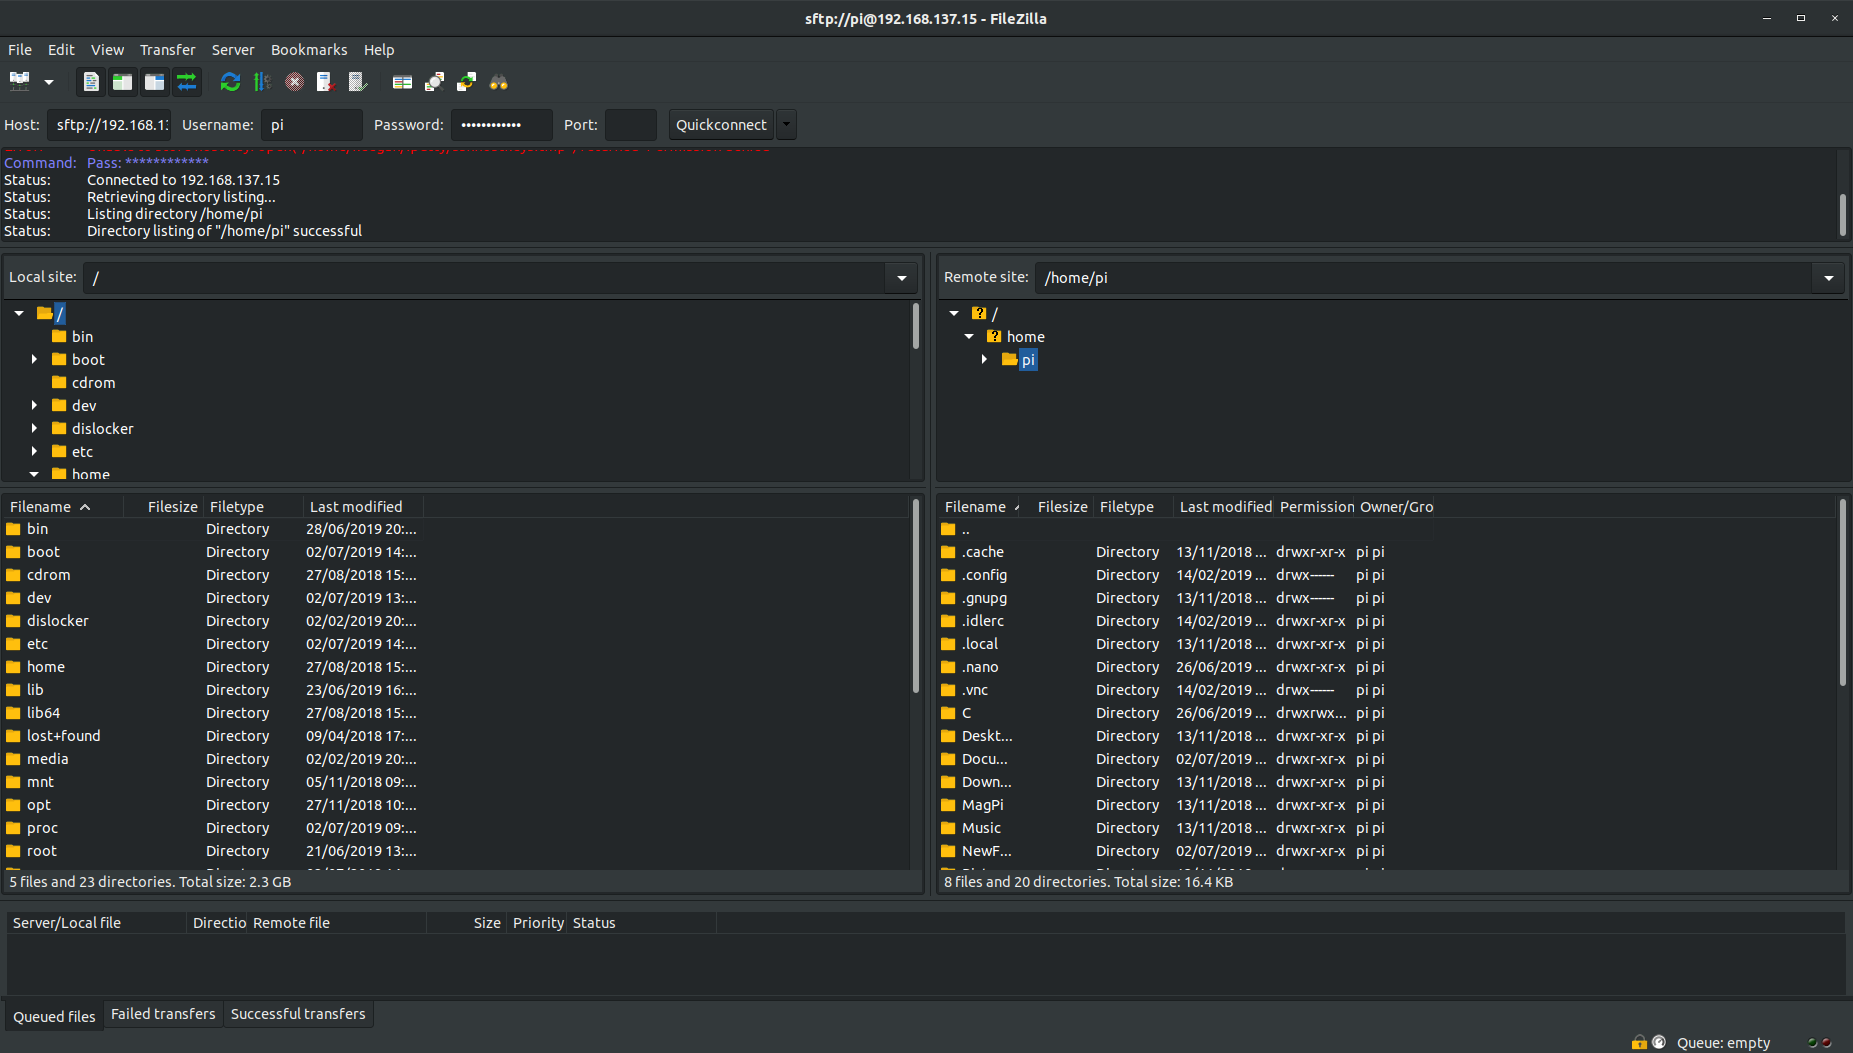 sftp://pi@192.168.137.15 - FileZilla
File Edit View Transfer Server Bookmarks Help
Host: sftp://192.168.1 Username: pi Password: •••••••••••• Port: Quickconnect
Command: Pass: ************
Status: Connected to 192.168.137.15
Status: Retrieving directory listing...
Status: Listing directory /home/pi
Status: Directory listing of "/home/pi" successful
Local site: /
/
bin
boot
cdrom
dev
dislocker
etc
home
Remote site: /home/pi
/
home
pi
Filename Filesize Filetype Last modified
bin Directory 28/06/2019 20:...
boot Directory 02/07/2019 14:...
cdrom Directory 27/08/2018 15:...
dev Directory 02/07/2019 13:...
dislocker Directory 02/02/2019 20:...
etc Directory 02/07/2019 14:...
home Directory 27/08/2018 15:...
lib Directory 23/06/2019 16:...
lib64 Directory 27/08/2018 15:...
lost+found Directory 09/04/2018 17:...
media Directory 02/02/2019 20:...
mnt Directory 05/11/2018 09:...
opt Directory 27/11/2018 10:...
proc Directory 02/07/2019 09:...
root Directory 21/06/2019 13:...
5 files and 23 directories. Total size: 2.3 GB
Filename Filesize Filetype Last modified Permission Owner/Gro
..
.cache Directory 13/11/2018 ... drwxr-xr-x pi pi
.config Directory 14/02/2019 ... drwx------ pi pi
.gnupg Directory 13/11/2018 ... drwx------ pi pi
.idlerc Directory 14/02/2019 ... drwxr-xr-x pi pi
.local Directory 13/11/2018 ... drwxr-xr-x pi pi
.nano Directory 26/06/2019 ... drwxr-xr-x pi pi
.vnc Directory 14/02/2019 ... drwx------ pi pi
C Directory 26/06/2019 ... drwxrwx... pi pi
Deskt... Directory 13/11/2018 ... drwxr-xr-x pi pi
Docu... Directory 02/07/2019 ... drwxr-xr-x pi pi
Down... Directory 13/11/2018 ... drwxr-xr-x pi pi
MagPi Directory 13/11/2018 ... drwxr-xr-x pi pi
Music Directory 13/11/2018 ... drwxr-xr-x pi pi
NewF... Directory 02/07/2019 ... drwxr-xr-x pi pi
8 files and 20 directories. Total size: 16.4 KB
Server/Local file Directio Remote file Size Priority Status
Queued files Failed transfers Successful transfers
Queue: empty